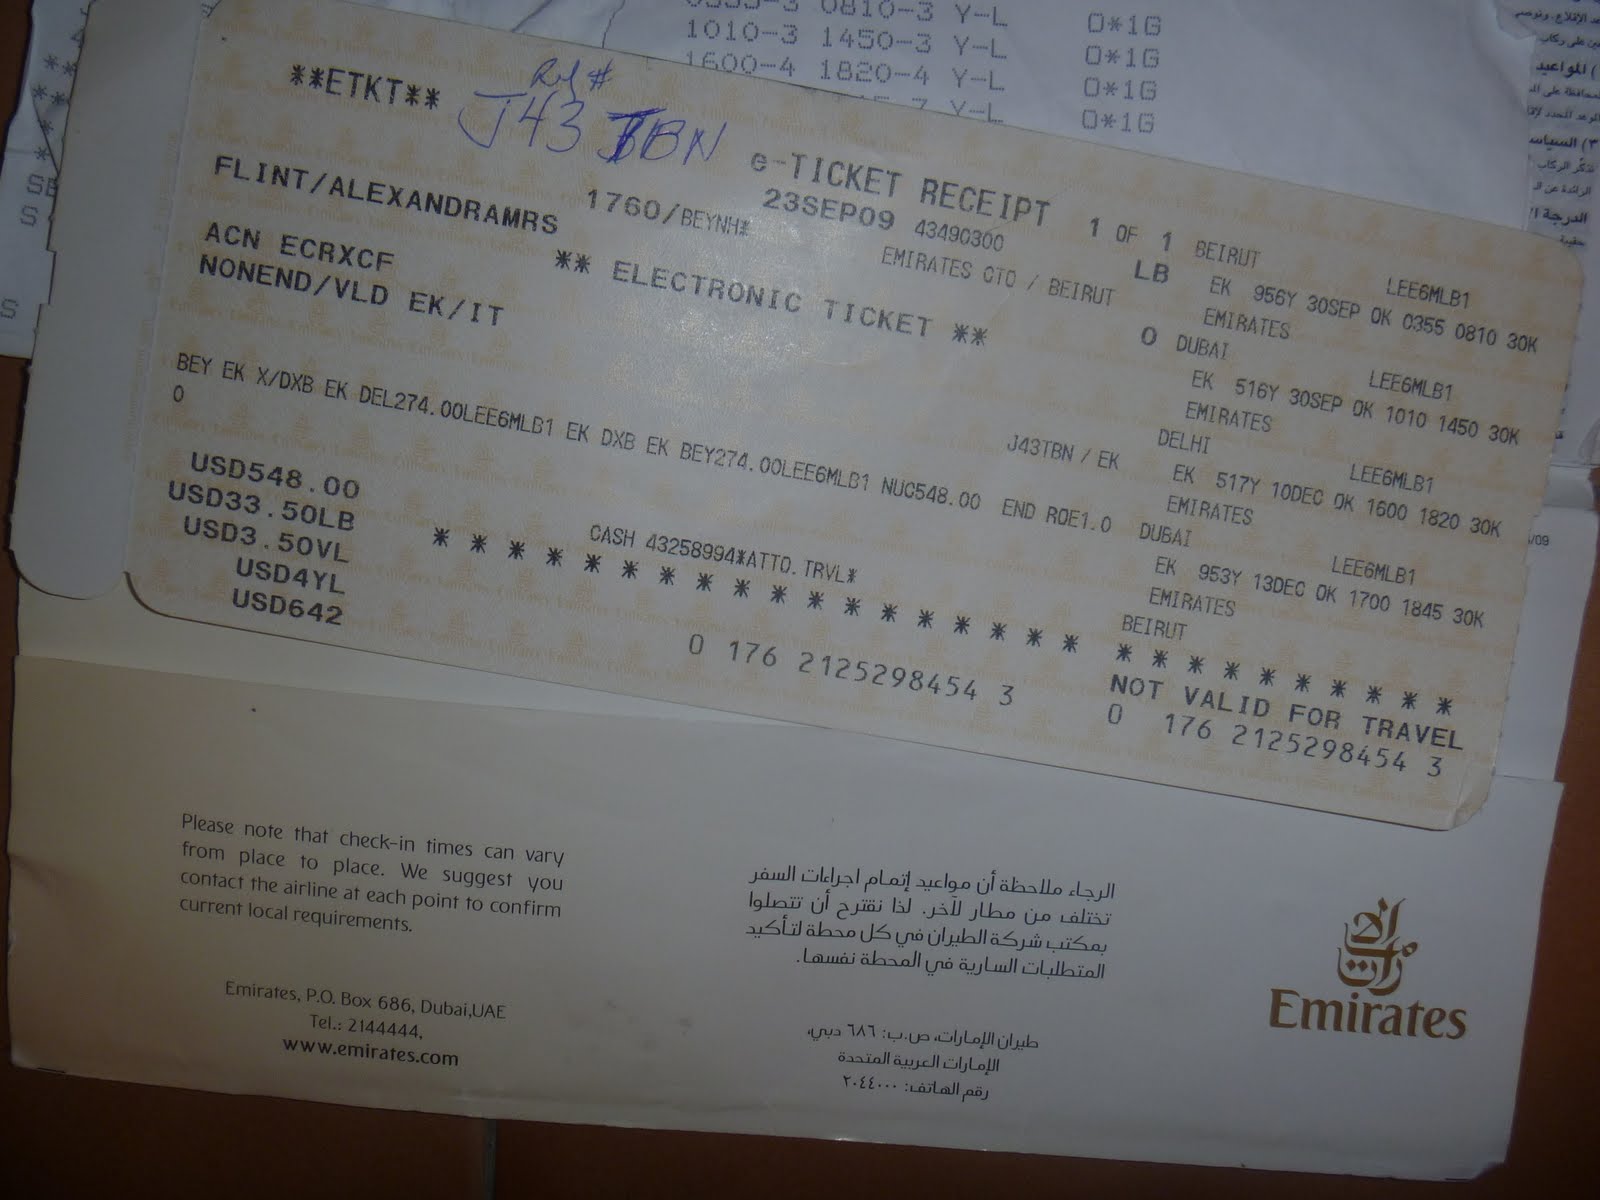 0810-3 Y-L 0*1G
1010-3 1450-3 Y-L 0*1G
1600-4 1820-4 Y-L 0*1G
Y-L 0*1G
**ETKT**
Ref #
J43 TBN
e-TICKET RECEIPT 1 OF 1
FLINT/ALEXANDRAMRS 1760/BEYNH* 23SEP09 43490300 LB
ACN ECRXCF EMIRATES CTO / BEIRUT
NONEND/VLD EK/IT ** ELECTRONIC TICKET ** 0
BEY EK X/DXB EK DEL274.00LEE6MLB1 EK DXB EK BEY274.00LEE6MLB1 NUC548.00 END ROE1.0
0
J43TBN / EK
USD548.00
USD33.50LB
USD3.50VL
USD4YL
USD642
CASH 43258994*ATTO.TRVL*
* * * * * * * * * * * * * * * * * *
0 176 2125298454 3
BEIRUT LEE6MLB1
EK 956Y 30SEP OK 0355 0810 30K
EMIRATES
DUBAI LEE6MLB1
EK 516Y 30SEP OK 1010 1450 30K
EMIRATES
DELHI LEE6MLB1
EK 517Y 10DEC OK 1600 1820 30K
EMIRATES
DUBAI LEE6MLB1
EK 953Y 13DEC OK 1700 1845 30K
EMIRATES
BEIRUT
* * * * * * * * * *
NOT VALID FOR TRAVEL
0 176 2125298454 3
Please note that check-in times can vary
from place to place. We suggest you
contact the airline at each point to confirm
current local requirements.
Emirates, P.O. Box 686, Dubai,UAE
Tel.: 2144444,
www.emirates.com
الرجاء ملاحظة أن مواعيد إتمام اجراءات السفر
تختلف من مطار لآخر. لذا نقترح أن تتصلوا
بمكتب شركة الطيران في كل محطة لتأكيد
المتطلبات السارية في المحطة نفسها.
طيران الإمارات، ص.ب: ٦٨٦ دبي،
الإمارات العربية المتحدة
رقم الهاتف: ٢٠٤٤٠٠٠
Emirates